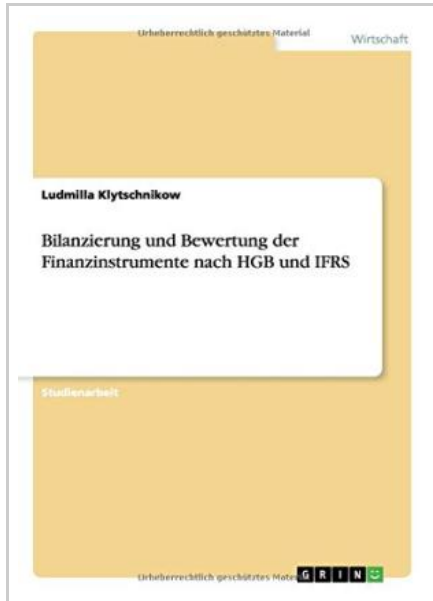 Urheberrechtlich geschütztes Material
Wirtschaft
Ludmilla Klytschnikow
Bilanzierung und Bewertung der
Finanzinstrumente nach HGB und IFRS
Studienarbeit
Urheberrechtlich geschütztes Mate
GRIN